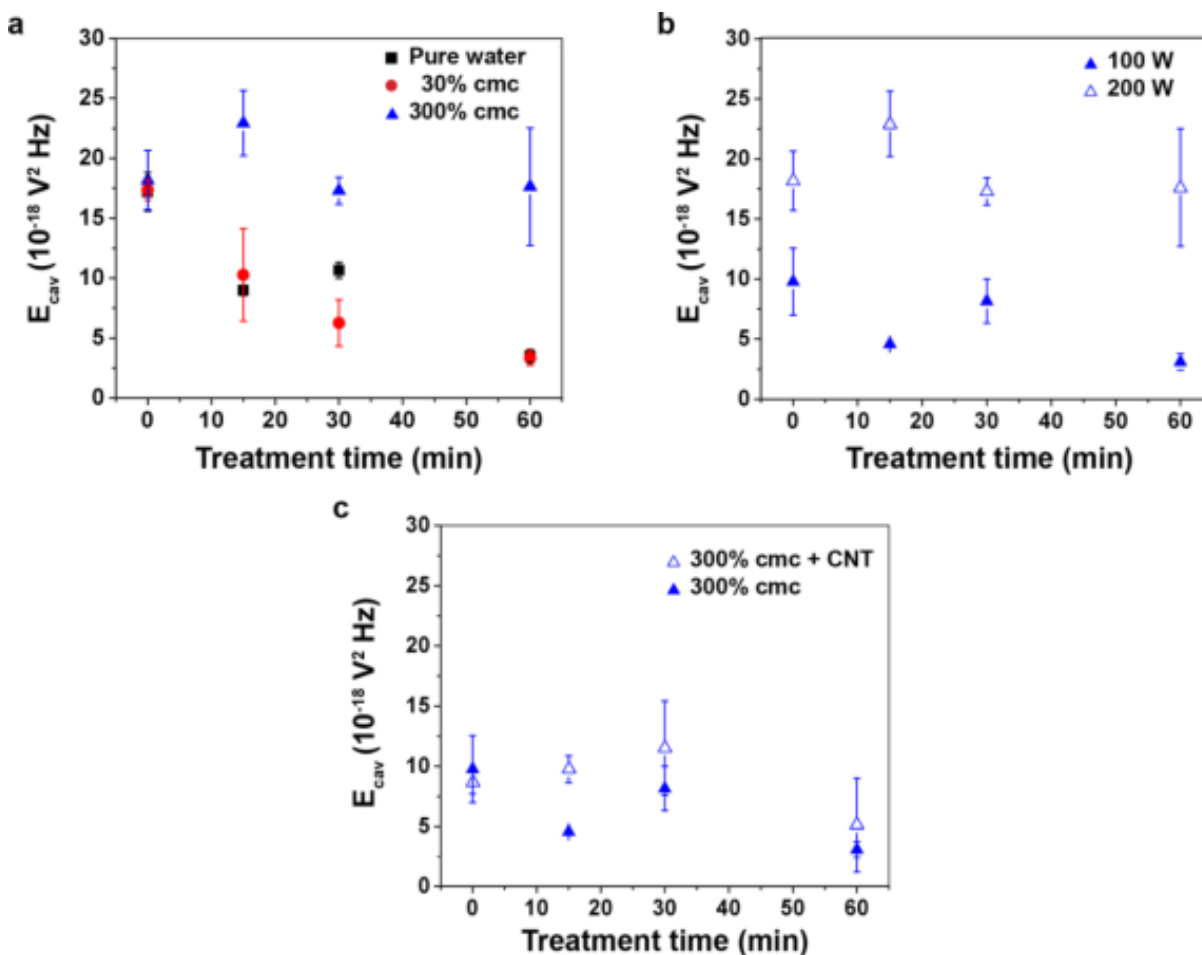 a
30
25
20
15
10
5
0
E_cav (10^-18 V^2 Hz)
Pure water
30% cmc
300% cmc
0 10 20 30 40 50 60
Treatment time (min)
b
30
25
20
15
10
5
0
E_cav (10^-18 V^2 Hz)
100 W
200 W
0 10 20 30 40 50 60
Treatment time (min)
c
30
25
20
15
10
5
0
E_cav (10^-18 V^2 Hz)
300% cmc + CNT
300% cmc
0 10 20 30 40 50 60
Treatment time (min)